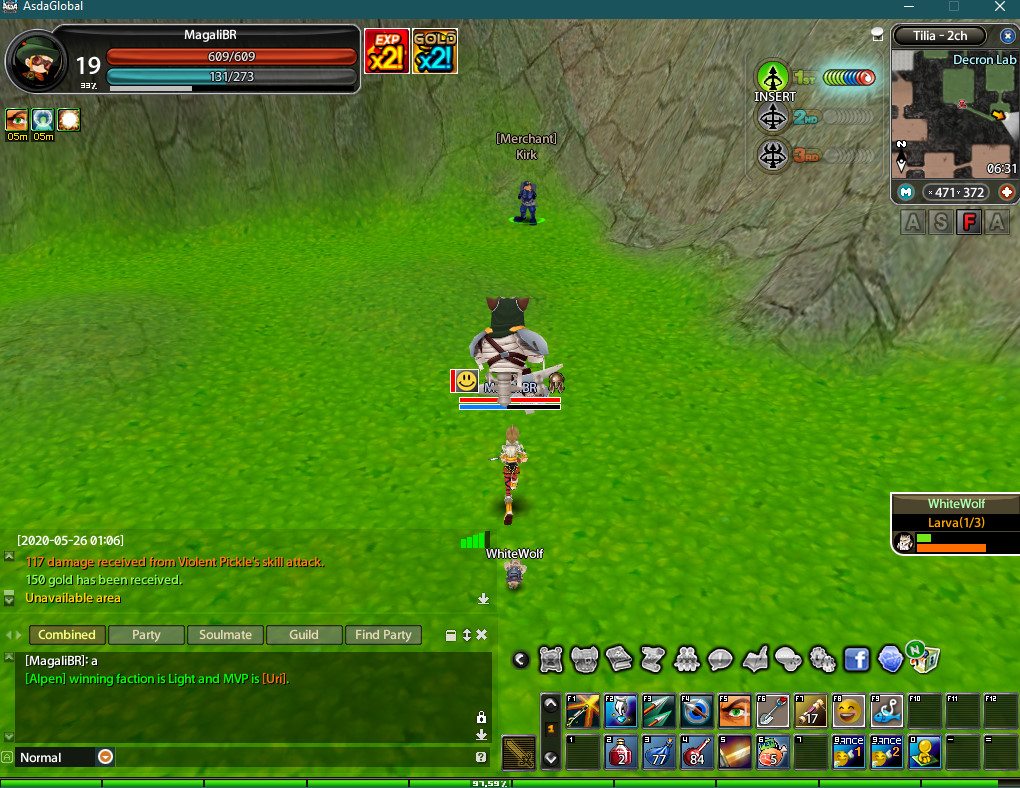 AsdaGlobal
MagaliBR
19
33%
609/609
131/273
EXP
x2!
GOLD
x2!
05m 05m
1ST
INSERT
2ND
3RD
Tilia - 2ch
Decron Lab
N
06:31
M
x 471 Y 372
A S F A
[Merchant]
Kirk
WhiteWolf
WhiteWolf
Larva(1/3)
[2020-05-26 01:06]
117 damage received from Violent Pickle's skill attack.
150 gold has been received.
Unavailable area
Combined Party Soulmate Guild Find Party
[MagaliBR]: a
[Alpen] winning faction is Light and MVP is [Uri].
Normal
?
f
N
F1 F2 F3 F4 F5 F6 F7 F8 F9 F10 F11 F12
17
1
1 2 3 4 5 6 7 0 - =
2 77 84 5
Dance 1
Dance 2
97,59%